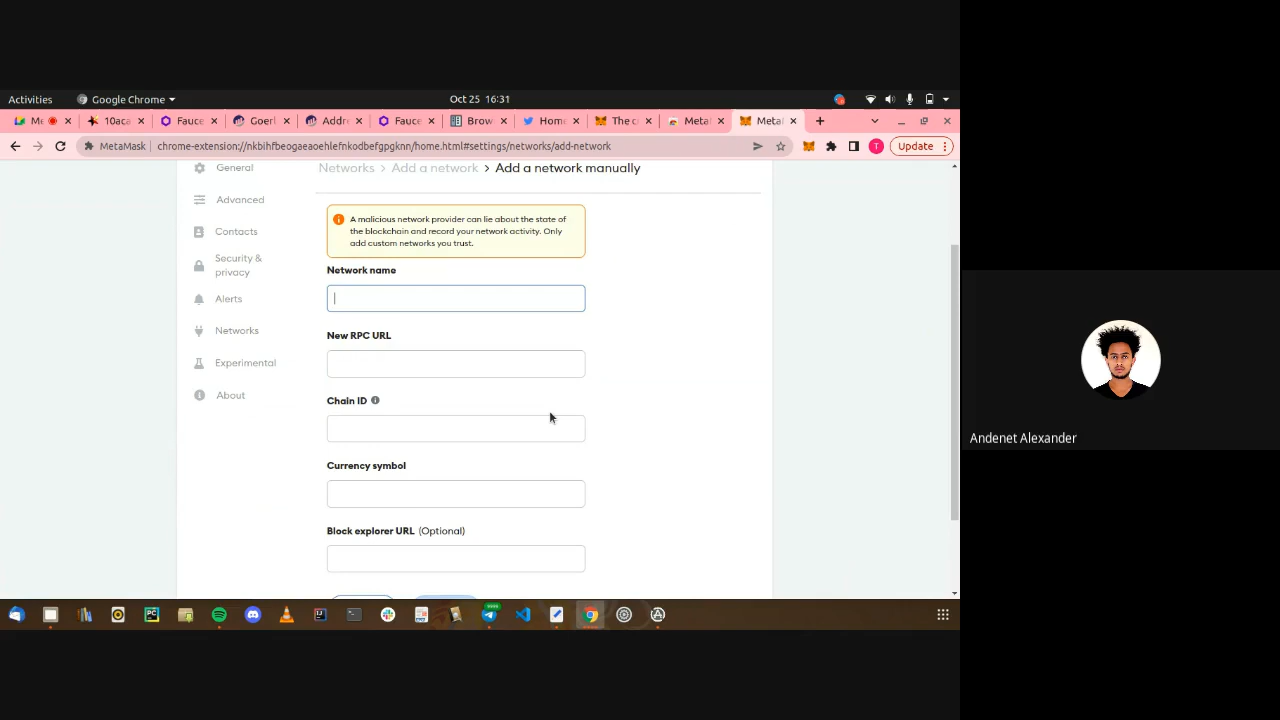 Activities
Google Chrome
Oct 25 16:31
Me
10aca
Fauce
Goerl
Addre
Fauce
Brow
Home
The c
Meta
Meta
Update
MetaMask
chrome-extension://nkbihfbeogaeaoehlefnkodbefgpgknn/home.html#settings/networks/add-network
T
General
Networks > Add a network > Add a network manually
Advanced
Contacts
Security &
privacy
Alerts
Networks
Experimental
About
A malicious network provider can lie about the state of
the blockchain and record your network activity. Only
add custom networks you trust.
Network name
New RPC URL
Chain ID
Currency symbol
Block explorer URL (Optional)
Andenet Alexander